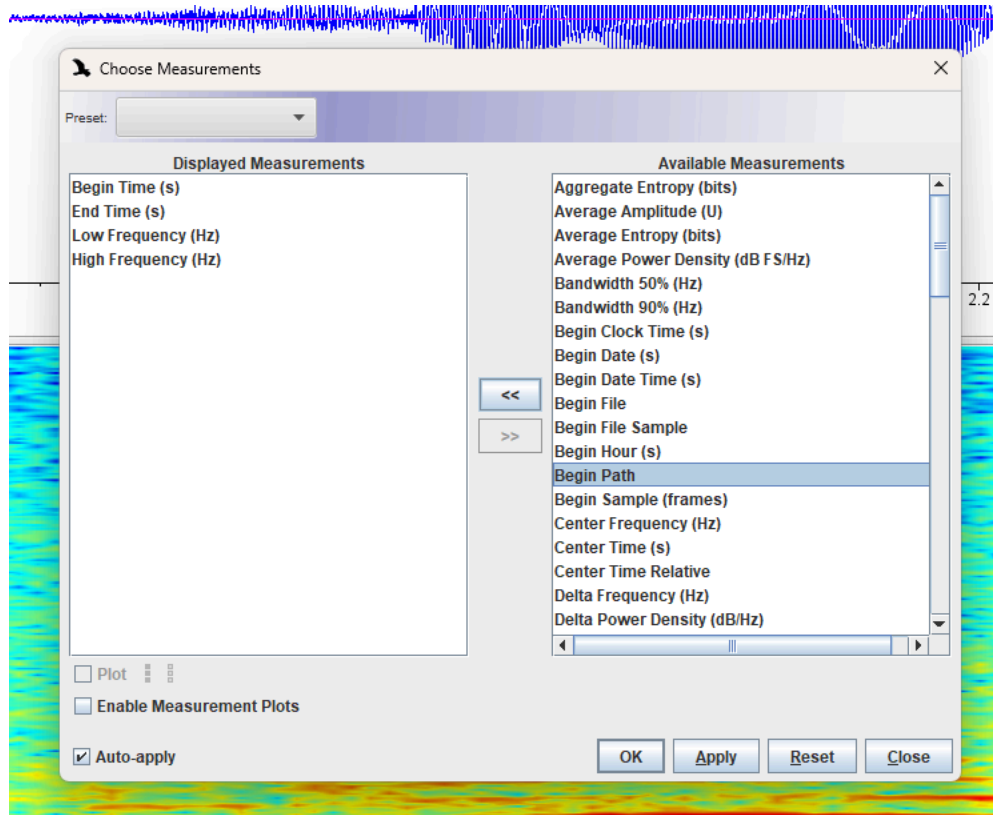 Choose Measurements
Preset:
Displayed Measurements
Begin Time (s)
End Time (s)
Low Frequency (Hz)
High Frequency (Hz)
<<
>>
Available Measurements
Aggregate Entropy (bits)
Average Amplitude (U)
Average Entropy (bits)
Average Power Density (dB FS/Hz)
Bandwidth 50% (Hz)
Bandwidth 90% (Hz)
Begin Clock Time (s)
Begin Date (s)
Begin Date Time (s)
Begin File
Begin File Sample
Begin Hour (s)
Begin Path
Begin Sample (frames)
Center Frequency (Hz)
Center Time (s)
Center Time Relative
Delta Frequency (Hz)
Delta Power Density (dB/Hz)
2.2
Plot
Enable Measurement Plots
Auto-apply
OK
Apply
Reset
Close